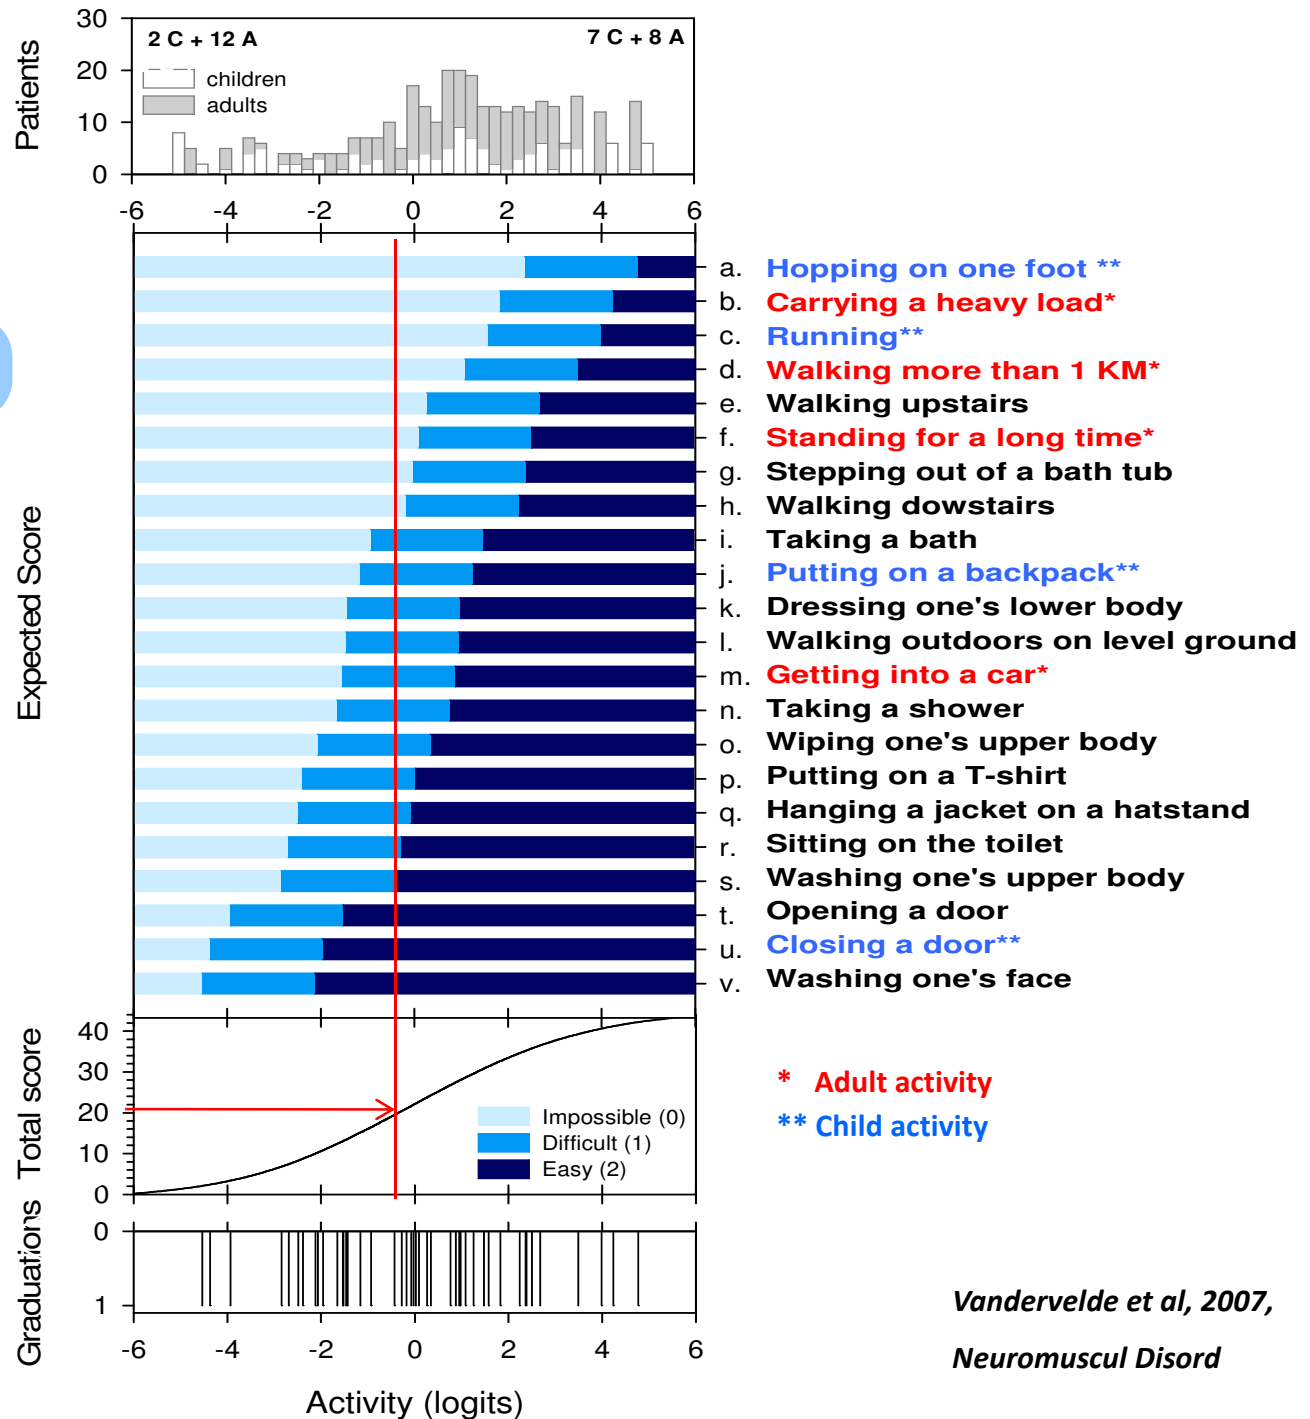 Patients
30
20
10
0
2 C + 12 A
7 C + 8 A
children
adults
-6 -4 -2 0 2 4 6
Expected Score
a. Hopping on one foot **
b. Carrying a heavy load*
c. Running**
d. Walking more than 1 KM*
e. Walking upstairs
f. Standing for a long time*
g. Stepping out of a bath tub
h. Walking dowstairs
i. Taking a bath
j. Putting on a backpack**
k. Dressing one's lower body
l. Walking outdoors on level ground
m. Getting into a car*
n. Taking a shower
o. Wiping one's upper body
p. Putting on a T-shirt
q. Hanging a jacket on a hatstand
r. Sitting on the toilet
s. Washing one's upper body
t. Opening a door
u. Closing a door**
v. Washing one's face
Total score
40
30
20
10
0
Impossible (0)
Difficult (1)
Easy (2)
* Adult activity
** Child activity
Graduations
0
1
-6 -4 -2 0 2 4 6
Activity (logits)
Vandervelde et al, 2007,
Neuromuscul Disord